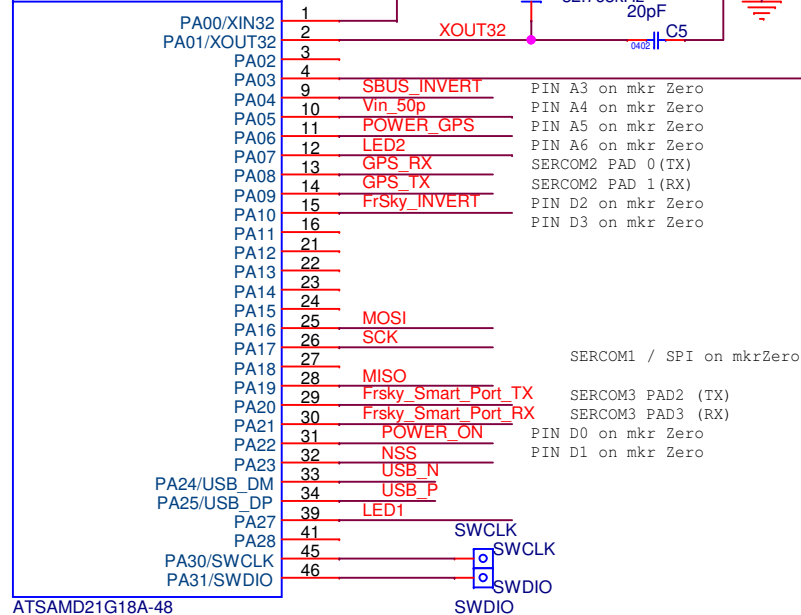 20pF
PA00/XIN32 1
PA01/XOUT32 2 XOUT32 0402 C5
PA02 3
PA03 4
PA04 9 SBUS_INVERT PIN A3 on mkr Zero
PA05 10 Vin_50p PIN A4 on mkr Zero
PA06 11 POWER_GPS PIN A5 on mkr Zero
PA07 12 LED2 PIN A6 on mkr Zero
PA08 13 GPS_RX SERCOM2 PAD 0(TX)
PA09 14 GPS_TX SERCOM2 PAD 1(RX)
PA10 15 FrSky_INVERT PIN D2 on mkr Zero
PA11 16 PIN D3 on mkr Zero
PA12 21
PA13 22
PA14 23
PA15 24
PA16 25 MOSI
PA17 26 SCK
PA18 27 SERCOM1 / SPI on mkrZero
PA19 28 MISO
PA20 29 Frsky_Smart_Port_TX SERCOM3 PAD2 (TX)
PA21 30 Frsky_Smart_Port_RX SERCOM3 PAD3 (RX)
PA22 31 POWER_ON PIN D0 on mkr Zero
PA23 32 NSS PIN D1 on mkr Zero
PA24/USB_DM 33 USB_N
PA25/USB_DP 34 USB_P
PA27 39 LED1
PA28 41 SWCLK
PA30/SWCLK 45 SWCLK
PA31/SWDIO 46 SWDIO
ATSAMD21G18A-48 SWDIO